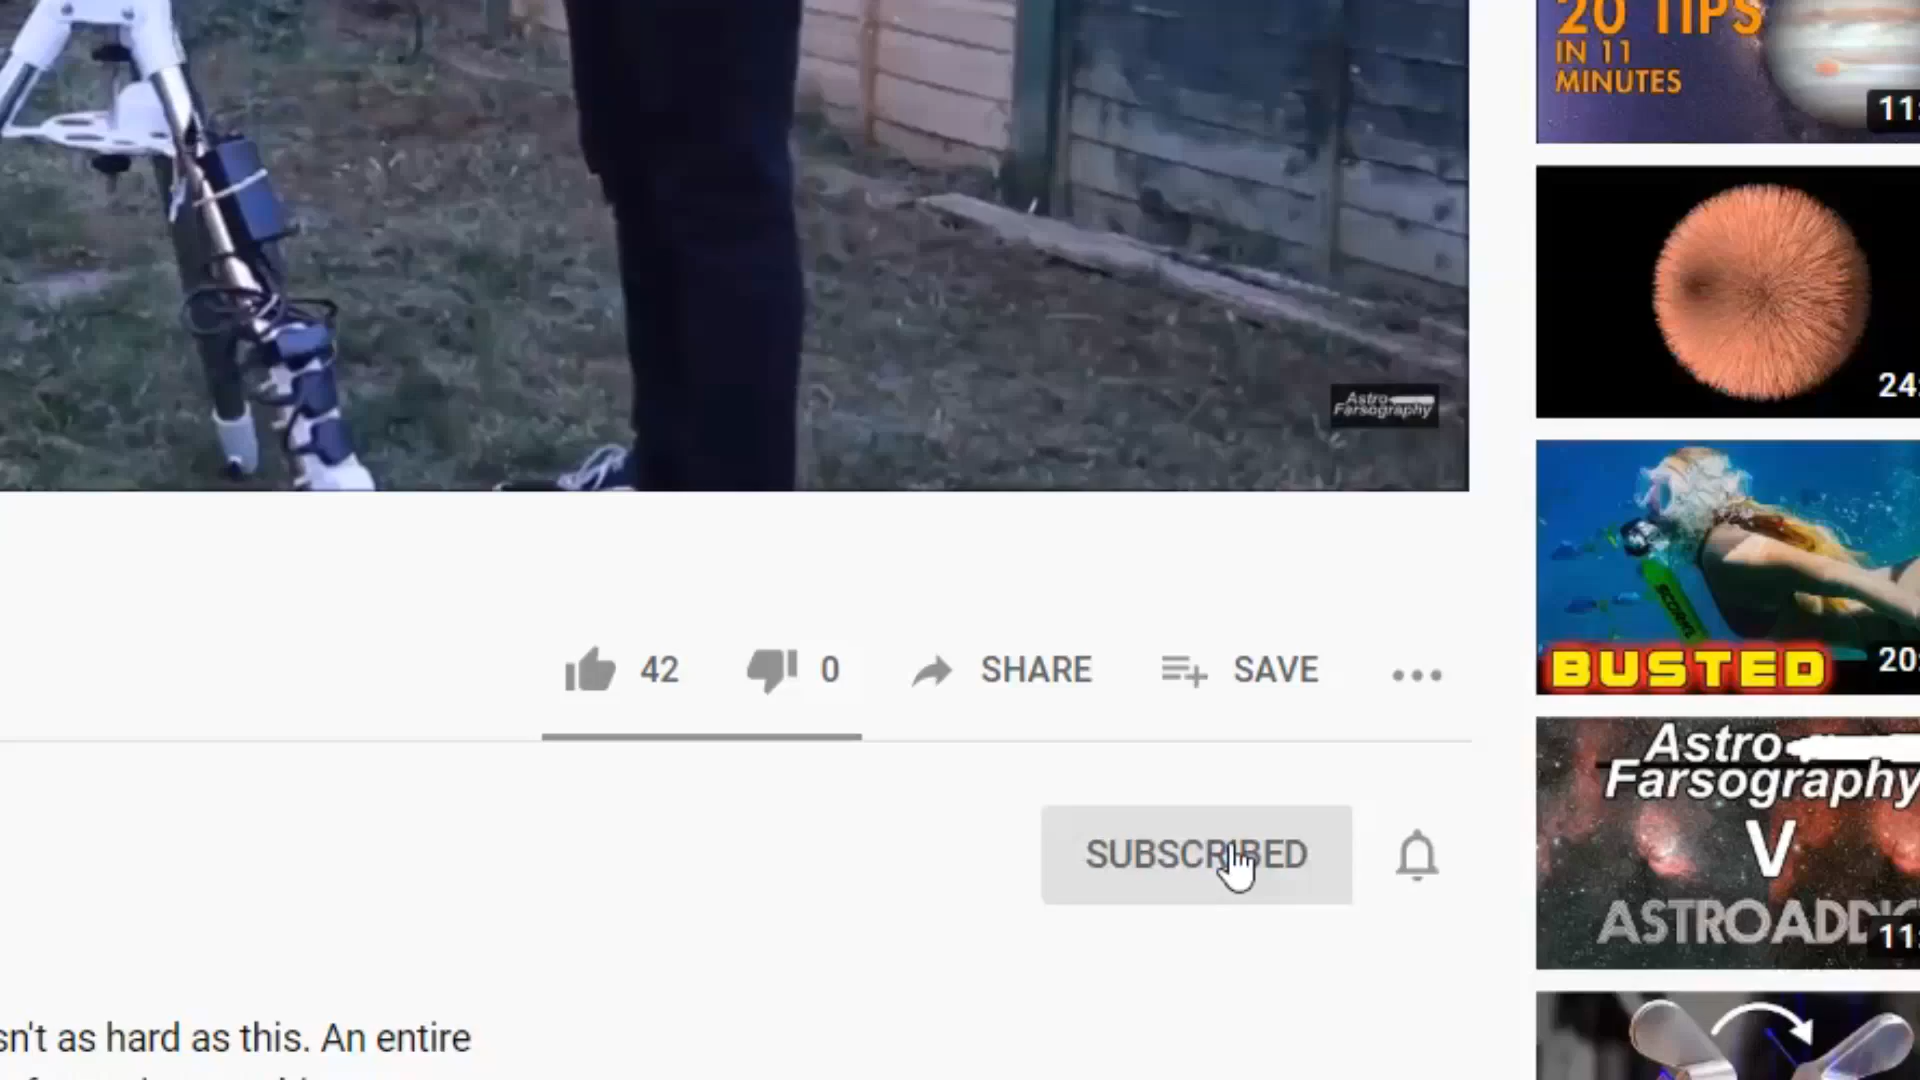 20 TIPS
IN 11
MINUTES
11:
24:
Astro
Farsography
BUSTED
20:
42
0
SHARE
SAVE
Astro
Farsography
V
ASTROADDIC
11:
SUBSCRIBED
sn't as hard as this. An entire